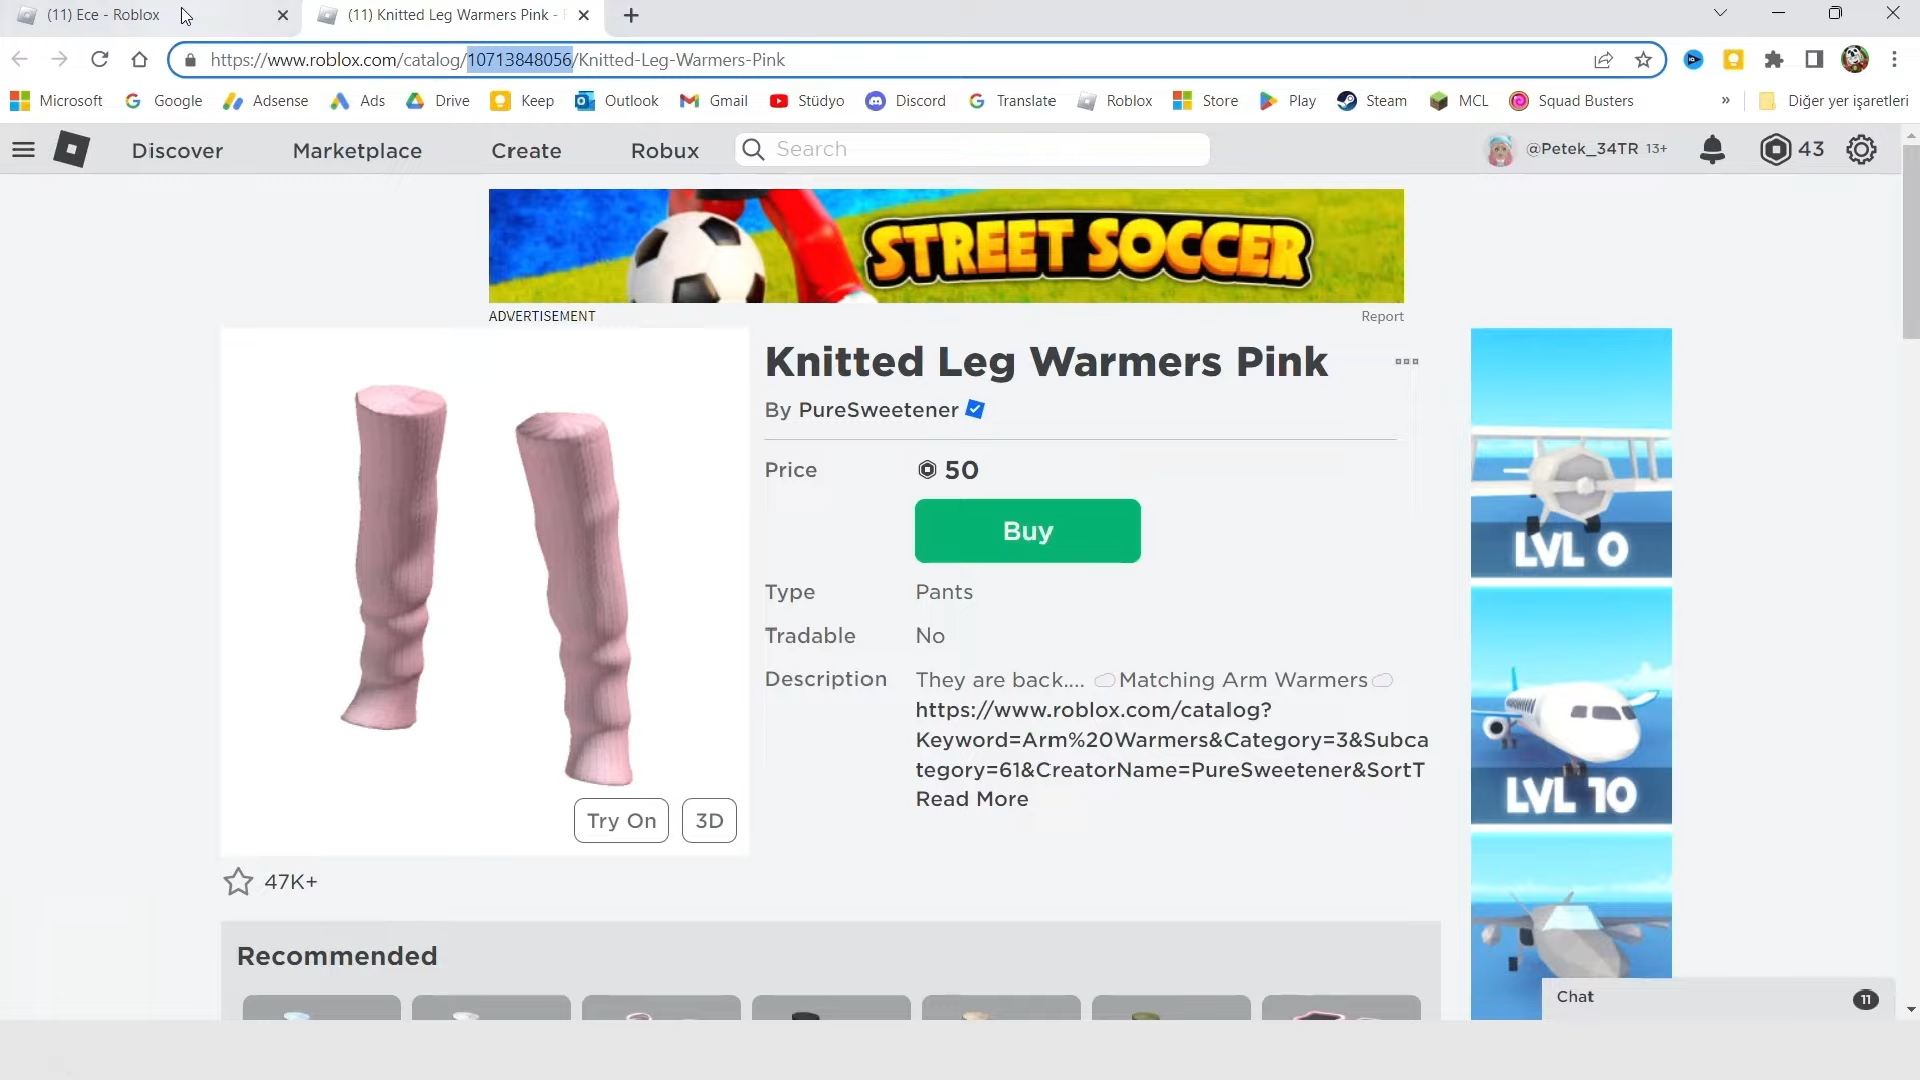 (11) Ece - Roblox
(11) Knitted Leg Warmers Pink -
https://www.roblox.com/catalog/10713848056/Knitted-Leg-Warmers-Pink
Microsoft Google Adsense Ads Drive Keep Outlook Gmail Stüdyo Discord Translate Roblox Store Play Steam MCL Squad Busters » Diğer yer işaretleri
Discover Marketplace Create Robux Search @Petek_34TR 13+ 43
STREET SOCCER
ADVERTISEMENT Report
Knitted Leg Warmers Pink
By PureSweetener
Price 50
Buy
Type Pants
Tradable No
Description They are back.... Matching Arm Warmers
https://www.roblox.com/catalog?
Keyword=Arm%20Warmers&Category=3&Subca
tegory=61&CreatorName=PureSweetener&SortT
Read More
Try On 3D
47K+
LVL 0
LVL 10
Recommended
Chat 11